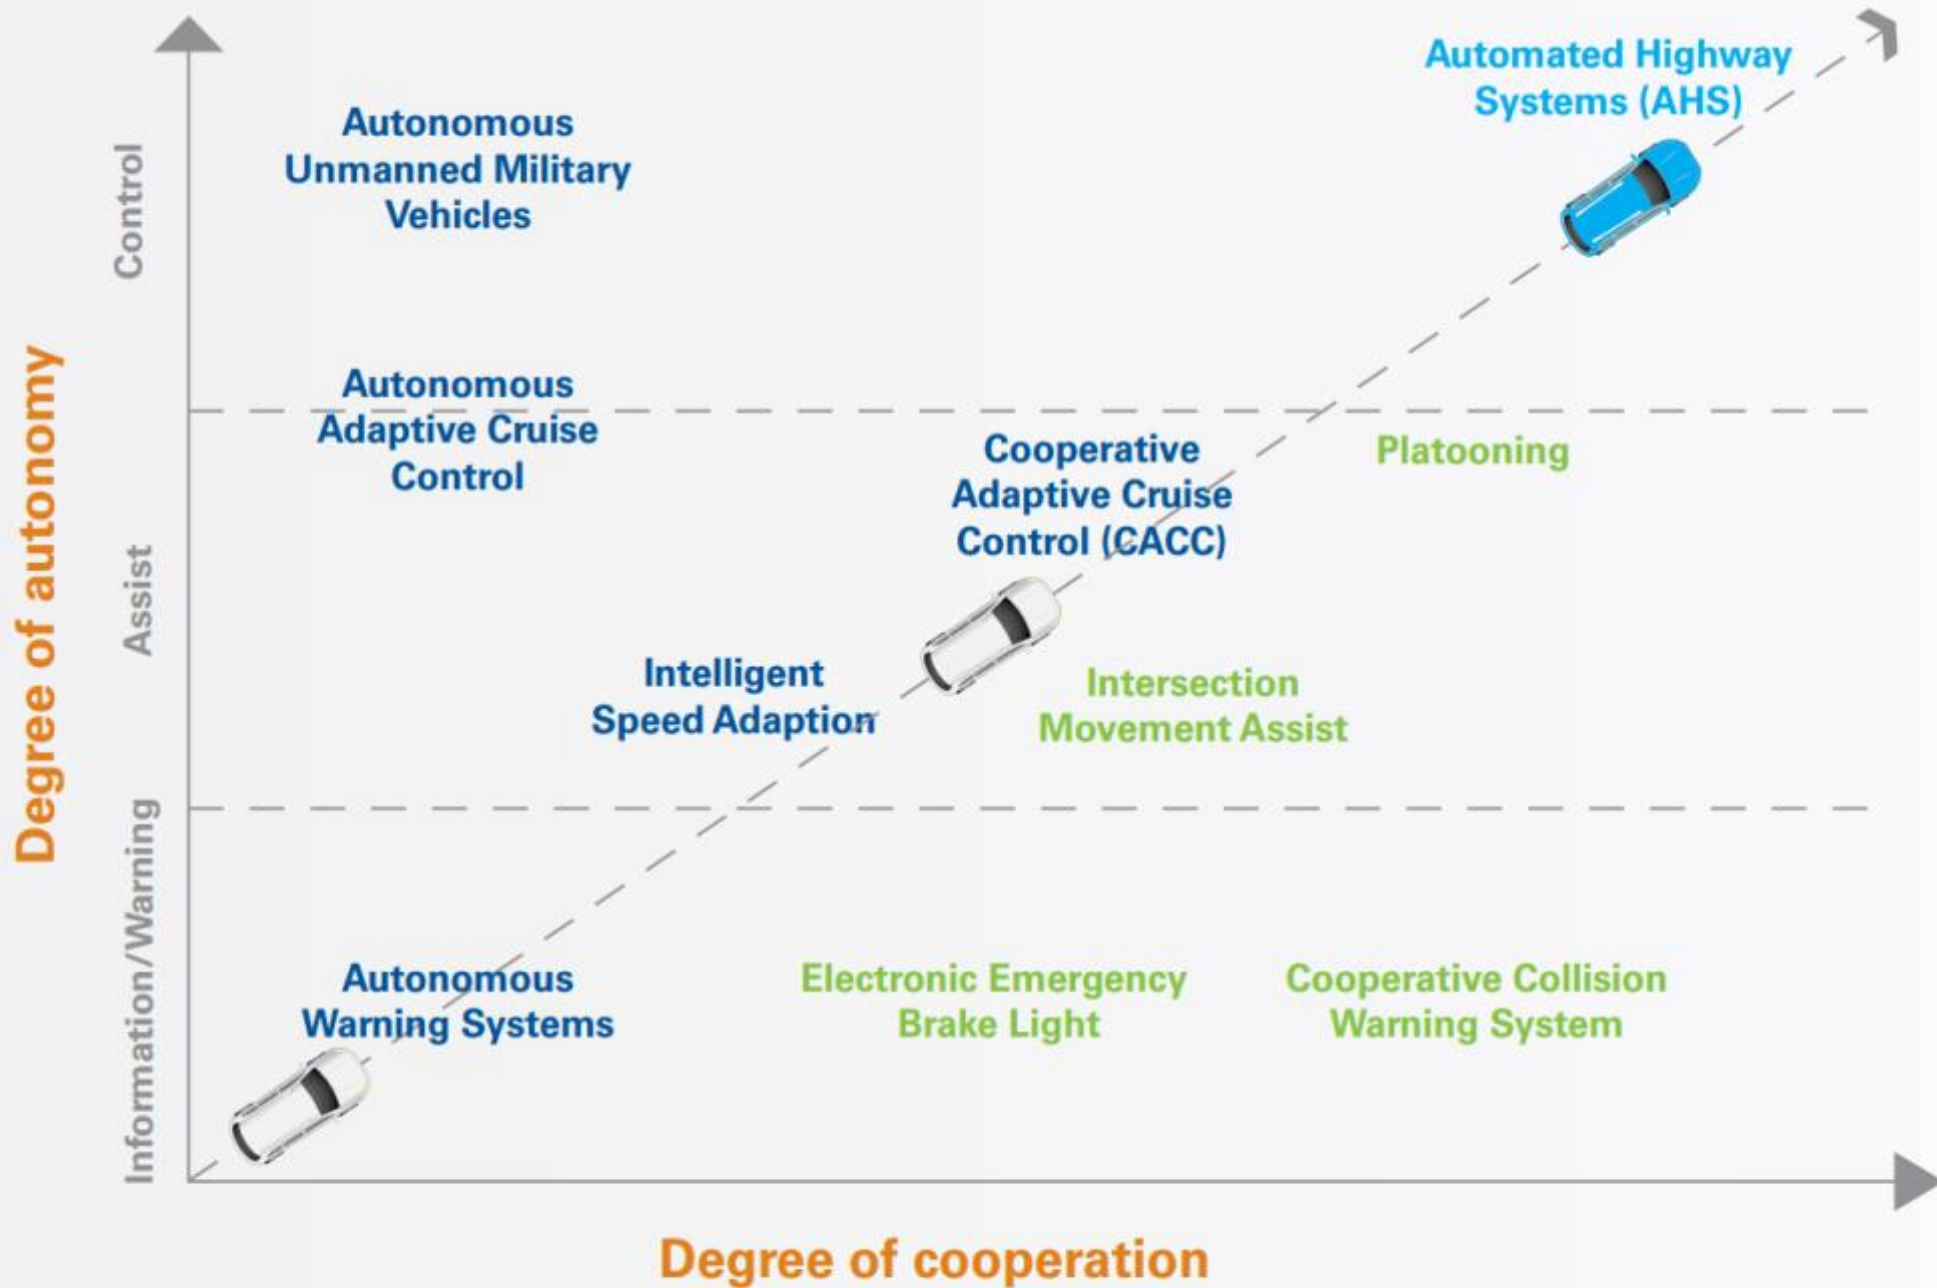 Automated Highway
Systems (AHS)
Autonomous
Unmanned Military
Vehicles
Control
Autonomous
Adaptive Cruise
Control
Cooperative
Adaptive Cruise
Control (CACC)
Platooning
Degree of autonomy
Assist
Intelligent
Speed Adaption
Intersection
Movement Assist
Information/Warning
Autonomous
Warning Systems
Electronic Emergency
Brake Light
Cooperative Collision
Warning System
Degree of cooperation